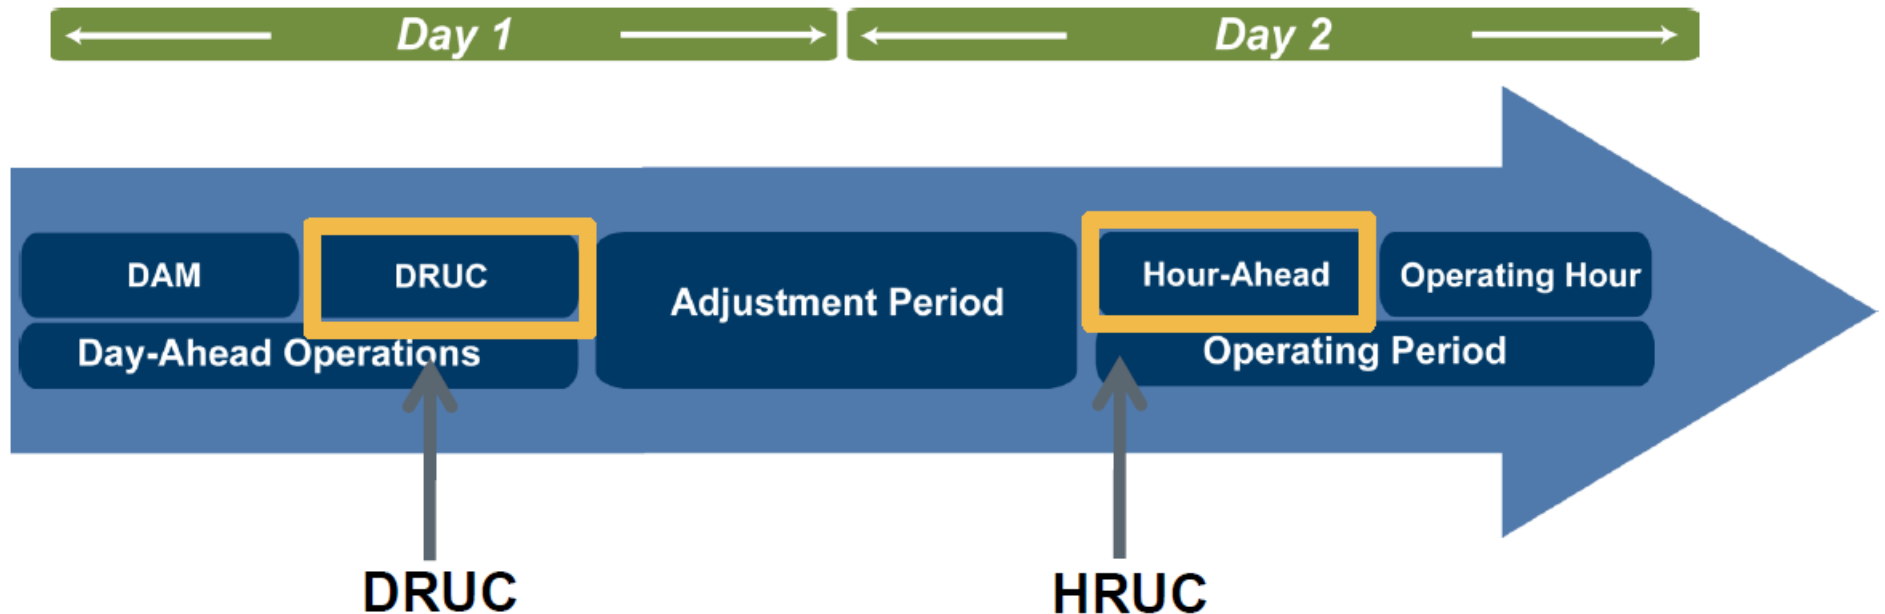 Day 1
Day 2
DAM
DRUC
Day-Ahead Operations
Adjustment Period
Hour-Ahead
Operating Hour
Operating Period
DRUC
HRUC